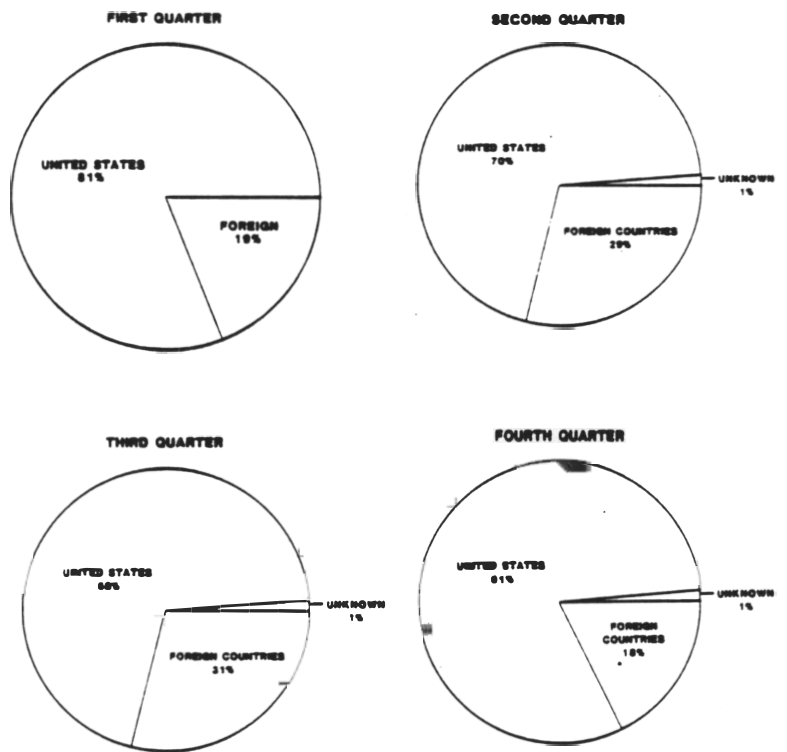 FIRST QUARTER
UNITED STATES
81%
FOREIGN
19%
SECOND QUARTER
UNITED STATES
70%
UNKNOWN
1%
FOREIGN COUNTRIES
29%
THIRD QUARTER
UNITED STATES
68%
UNKNOWN
1%
FOREIGN COUNTRIES
31%
FOURTH QUARTER
UNITED STATES
81%
UNKNOWN
1%
FOREIGN
COUNTRIES
18%